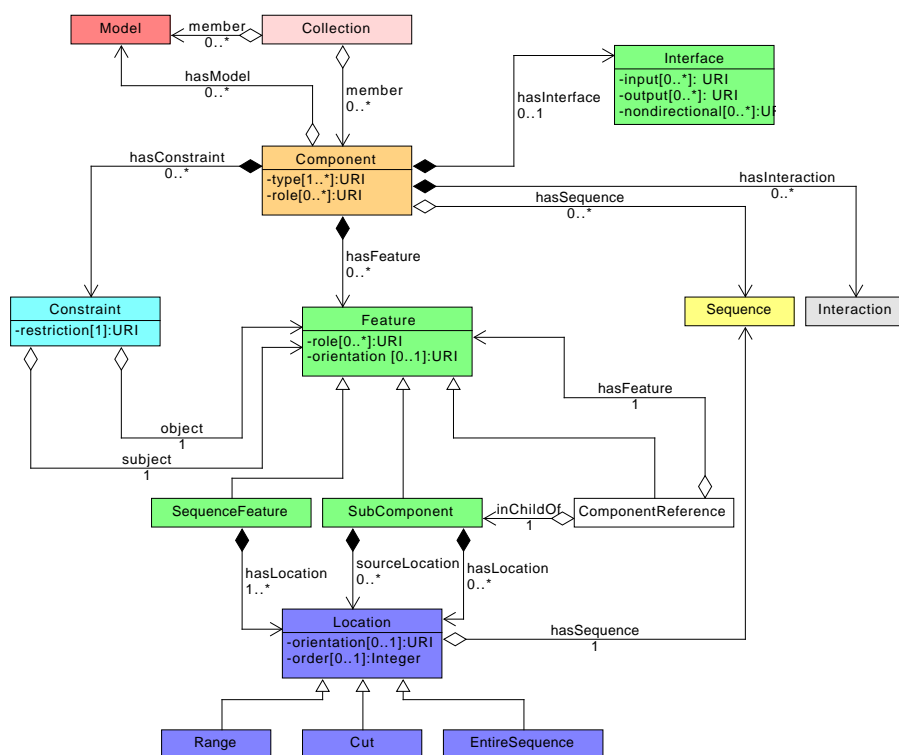 Model
member
0..*
Collection
hasModel
0..*
member
0..*
hasInterface
0..1
Interface
-input[0..*]: URI
-output[0..*]: URI
-nondirectional[0..*]:UF
hasConstraint
0..*
Component
-type[1..*]:URI
-role[0..*]:URI
hasInteraction
0..*
hasSequence
0..*
hasFeature
0..*
Constraint
-restriction[1]:URI
Feature
-role[0..*]:URI
-orientation [0..1]:URI
Sequence
Interaction
hasFeature
1
object
1
subject
1
SequenceFeature
SubComponent
inChildOf
1
ComponentReference
hasLocation
1..*
sourceLocation
0..*
hasLocation
0..*
Location
-orientation[0..1]:URI
-order[0..1]:Integer
hasSequence
1
Range
Cut
EntireSequence